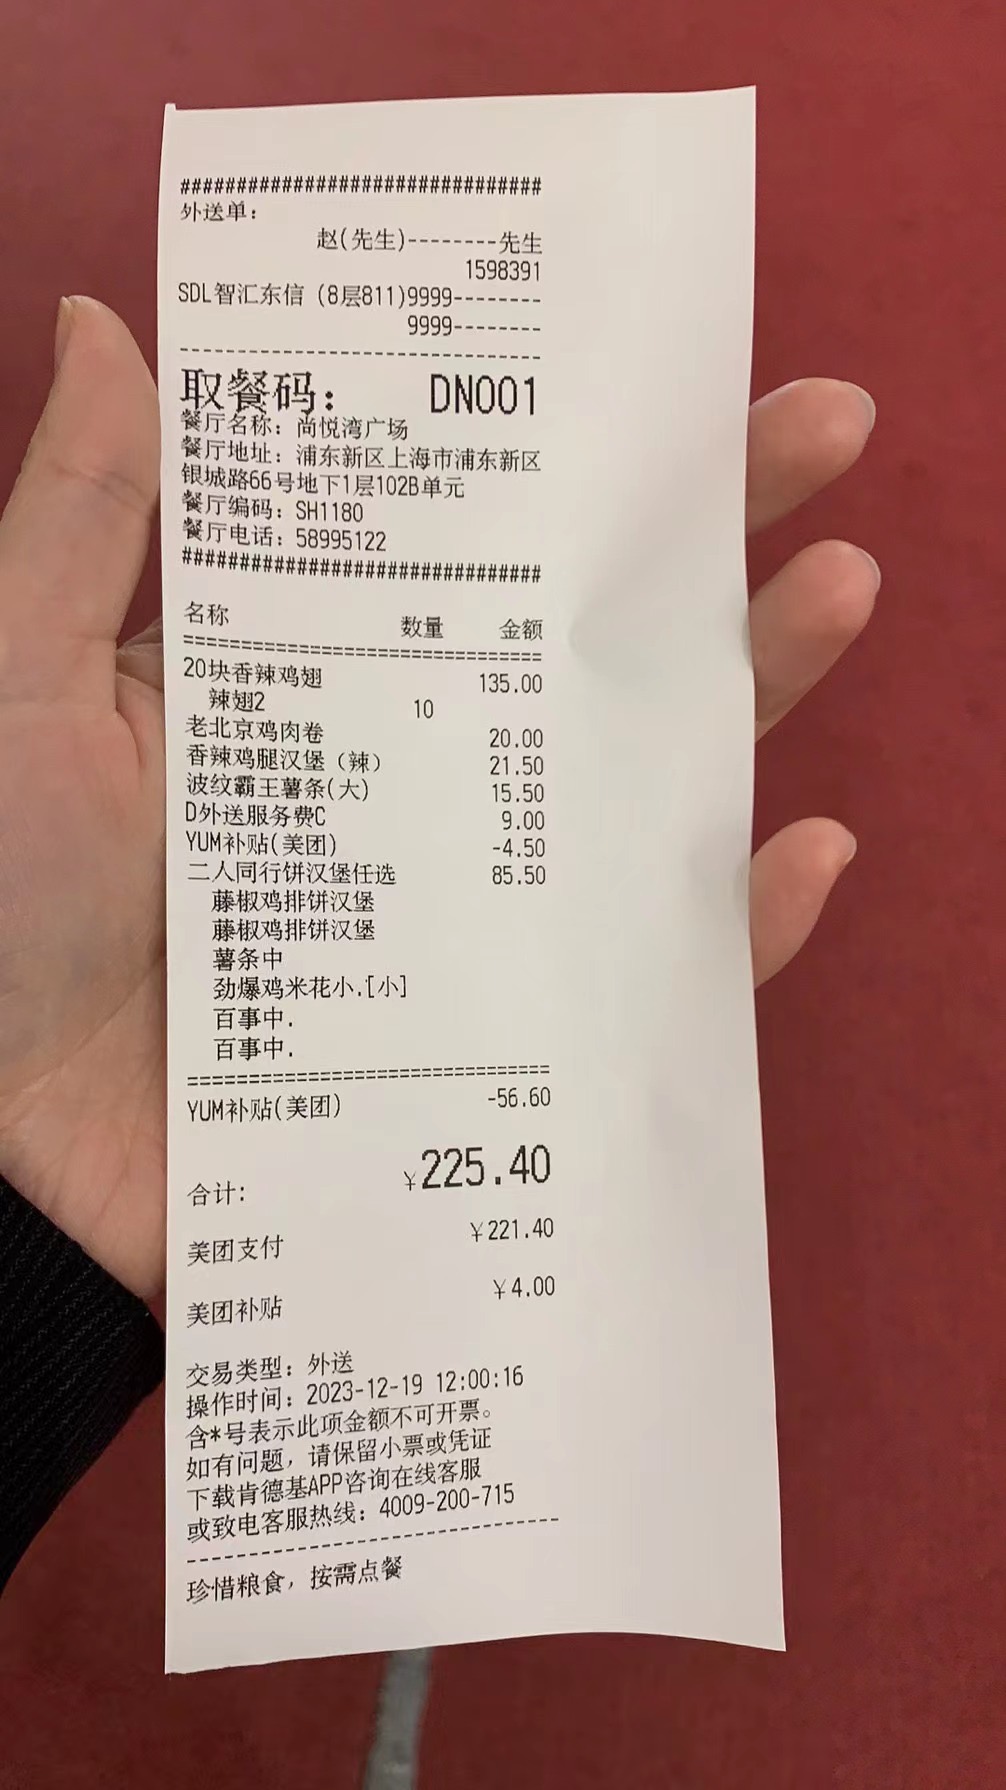 ################################
外送单：
赵(先生)--------先生
1598391
SDL智汇东信 (8层811)9999--------
9999--------
--------------------------------
取餐码： DN001
餐厅名称：尚悦湾广场
餐厅地址：浦东新区上海市浦东新区
银城路66号地下1层102B单元
餐厅编码：SH1180
餐厅电话：58995122
################################
名称 数量 金额
================================
20块香辣鸡翅 135.00
辣翅2 10
老北京鸡肉卷 20.00
香辣鸡腿汉堡（辣） 21.50
波纹霸王薯条(大) 15.50
D外送服务费C 9.00
YUM补贴(美团) -4.50
二人同行饼汉堡任选 85.50
藤椒鸡排饼汉堡
藤椒鸡排饼汉堡
薯条中
劲爆鸡米花小.[小]
百事中.
百事中.
================================
YUM补贴(美团) -56.60
合计: ¥225.40
美团支付 ¥221.40
美团补贴 ¥4.00
交易类型：外送
操作时间：2023-12-19 12:00:16
含*号表示此项金额不可开票。
如有问题，请保留小票或凭证
下载肯德基APP咨询在线客服
或致电客服热线：4009-200-715
--------------------------------
珍惜粮食，按需点餐